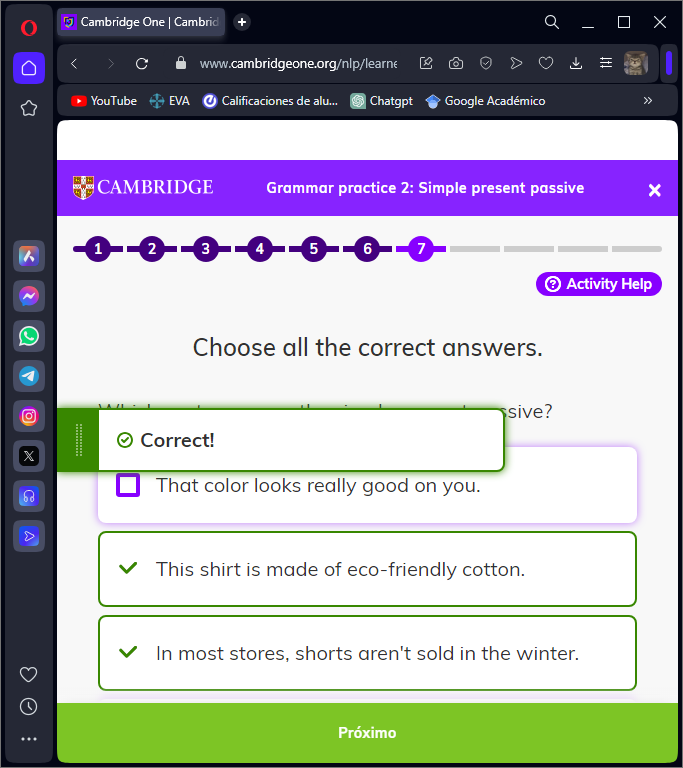 Cambridge One | Cambrid
www.cambridgeone.org/nlp/learne
YouTube EVA Calificaciones de alu... Chatgpt Google Académico »
CAMBRIDGE Grammar practice 2: Simple present passive
1 2 3 4 5 6 7
Activity Help
Choose all the correct answers.
ssive?
Correct!
That color looks really good on you.
This shirt is made of eco-friendly cotton.
In most stores, shorts aren't sold in the winter.
Próximo